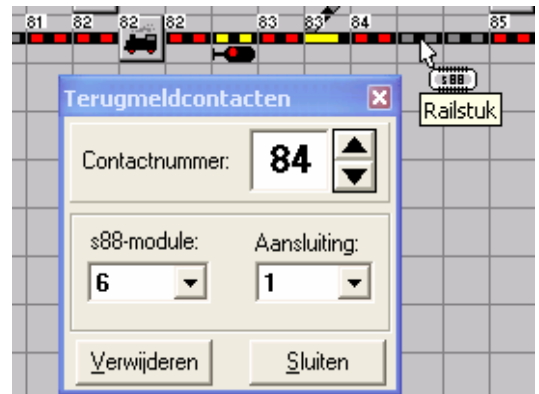 81 82 82 82 83 83 84 85
s88
Railstuk
Terugmeldcontacten
Contactnummer: 84
s88-module: Aansluiting:
6 1
Verwijderen Sluiten